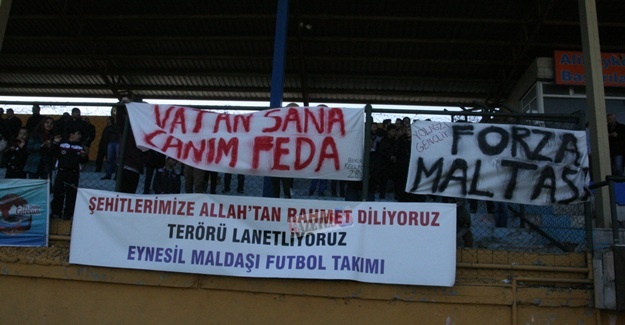 VATAN SANA
CANIM FEDA
FORZA
MALTAŞ
ŞEHİTLERİMİZE ALLAH'TAN RAHMET DİLİYORUZ
TERÖRÜ LANETLİYORUZ
EYNESİL MALDAŞI FUTBOL TAKIMI